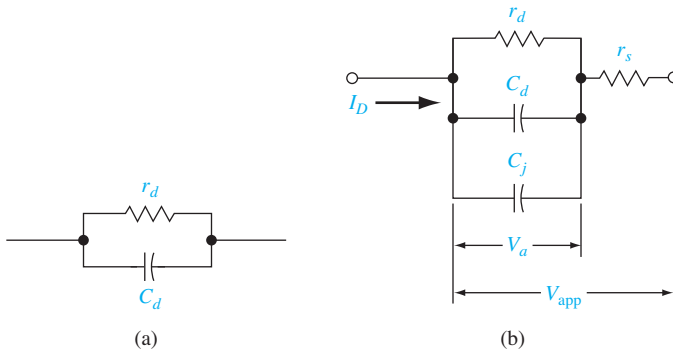 r_d
C_d
(a)
r_d
r_s
C_d
I_D
C_j
V_a
V_app
(b)